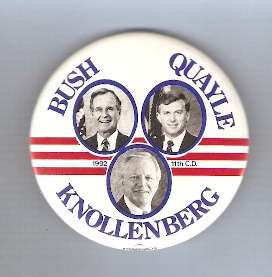 BUSH
QUAYLE
1992
11th C.D.
KNOLLENBERG